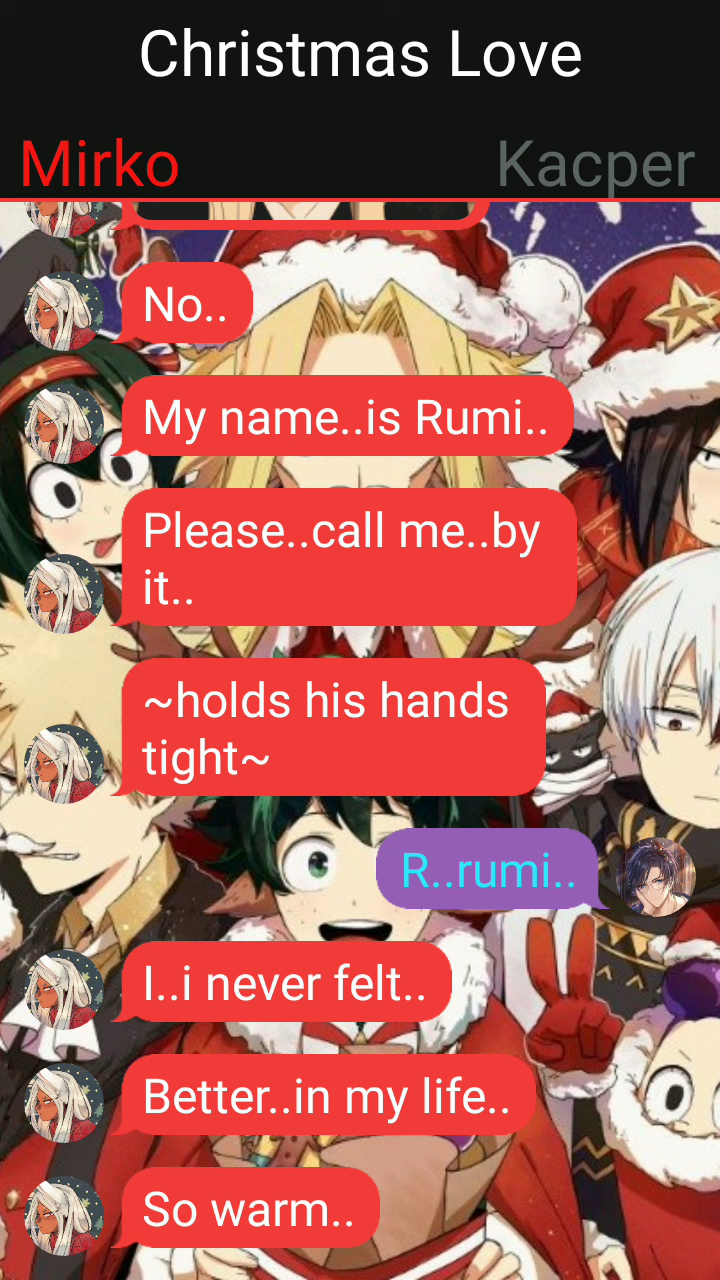 Christmas Love
Mirko
Kacper
No..
My name..is Rumi..
Please..call me..by
it..
~holds his hands
tight~
R..rumi..
I..i never felt..
Better..in my life..
So warm..